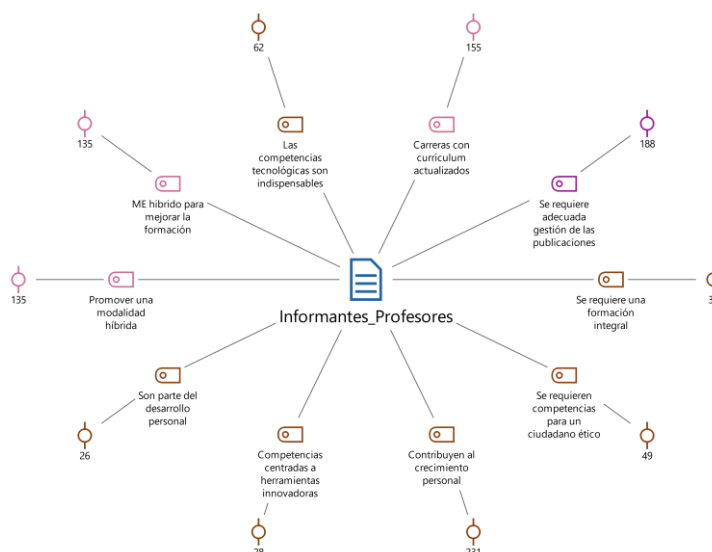 62
155
135
188
Las
competencias
tecnológicas son
indispensables
Carreras con
curriculum
actualizados
ME hibrido para
mejorar la
formación
Se requiere
adecuada
gestión de las
publicaciones
135
Promover una
modalidad
híbrida
Informantes_Profesores
Se requiere una
formación
integral
Son parte del
desarrollo
personal
Se requieren
competencias
para un
ciudadano ético
26
Competencias
centradas a
herramientas
innovadoras
Contribuyen al
crecimiento
personal
49